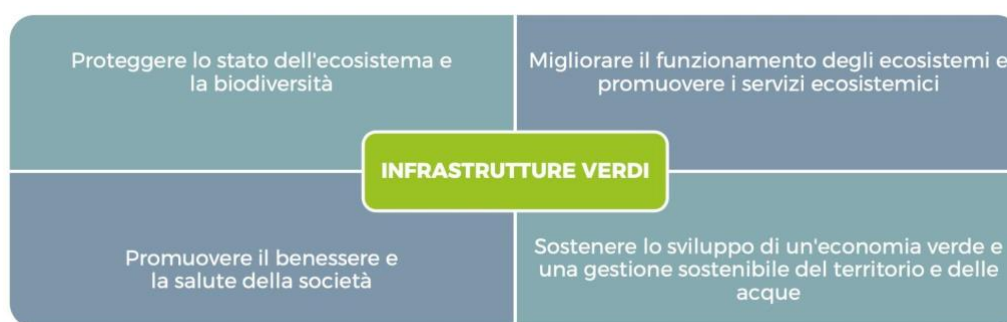 Proteggere lo stato dell'ecosistema e
la biodiversità
Migliorare il funzionamento degli ecosistemi e
promuovere i servizi ecosistemici
INFRASTRUTTURE VERDI
Promuovere il benessere e
la salute della società
Sostenere lo sviluppo di un'economia verde e
una gestione sostenibile del territorio e delle
acque